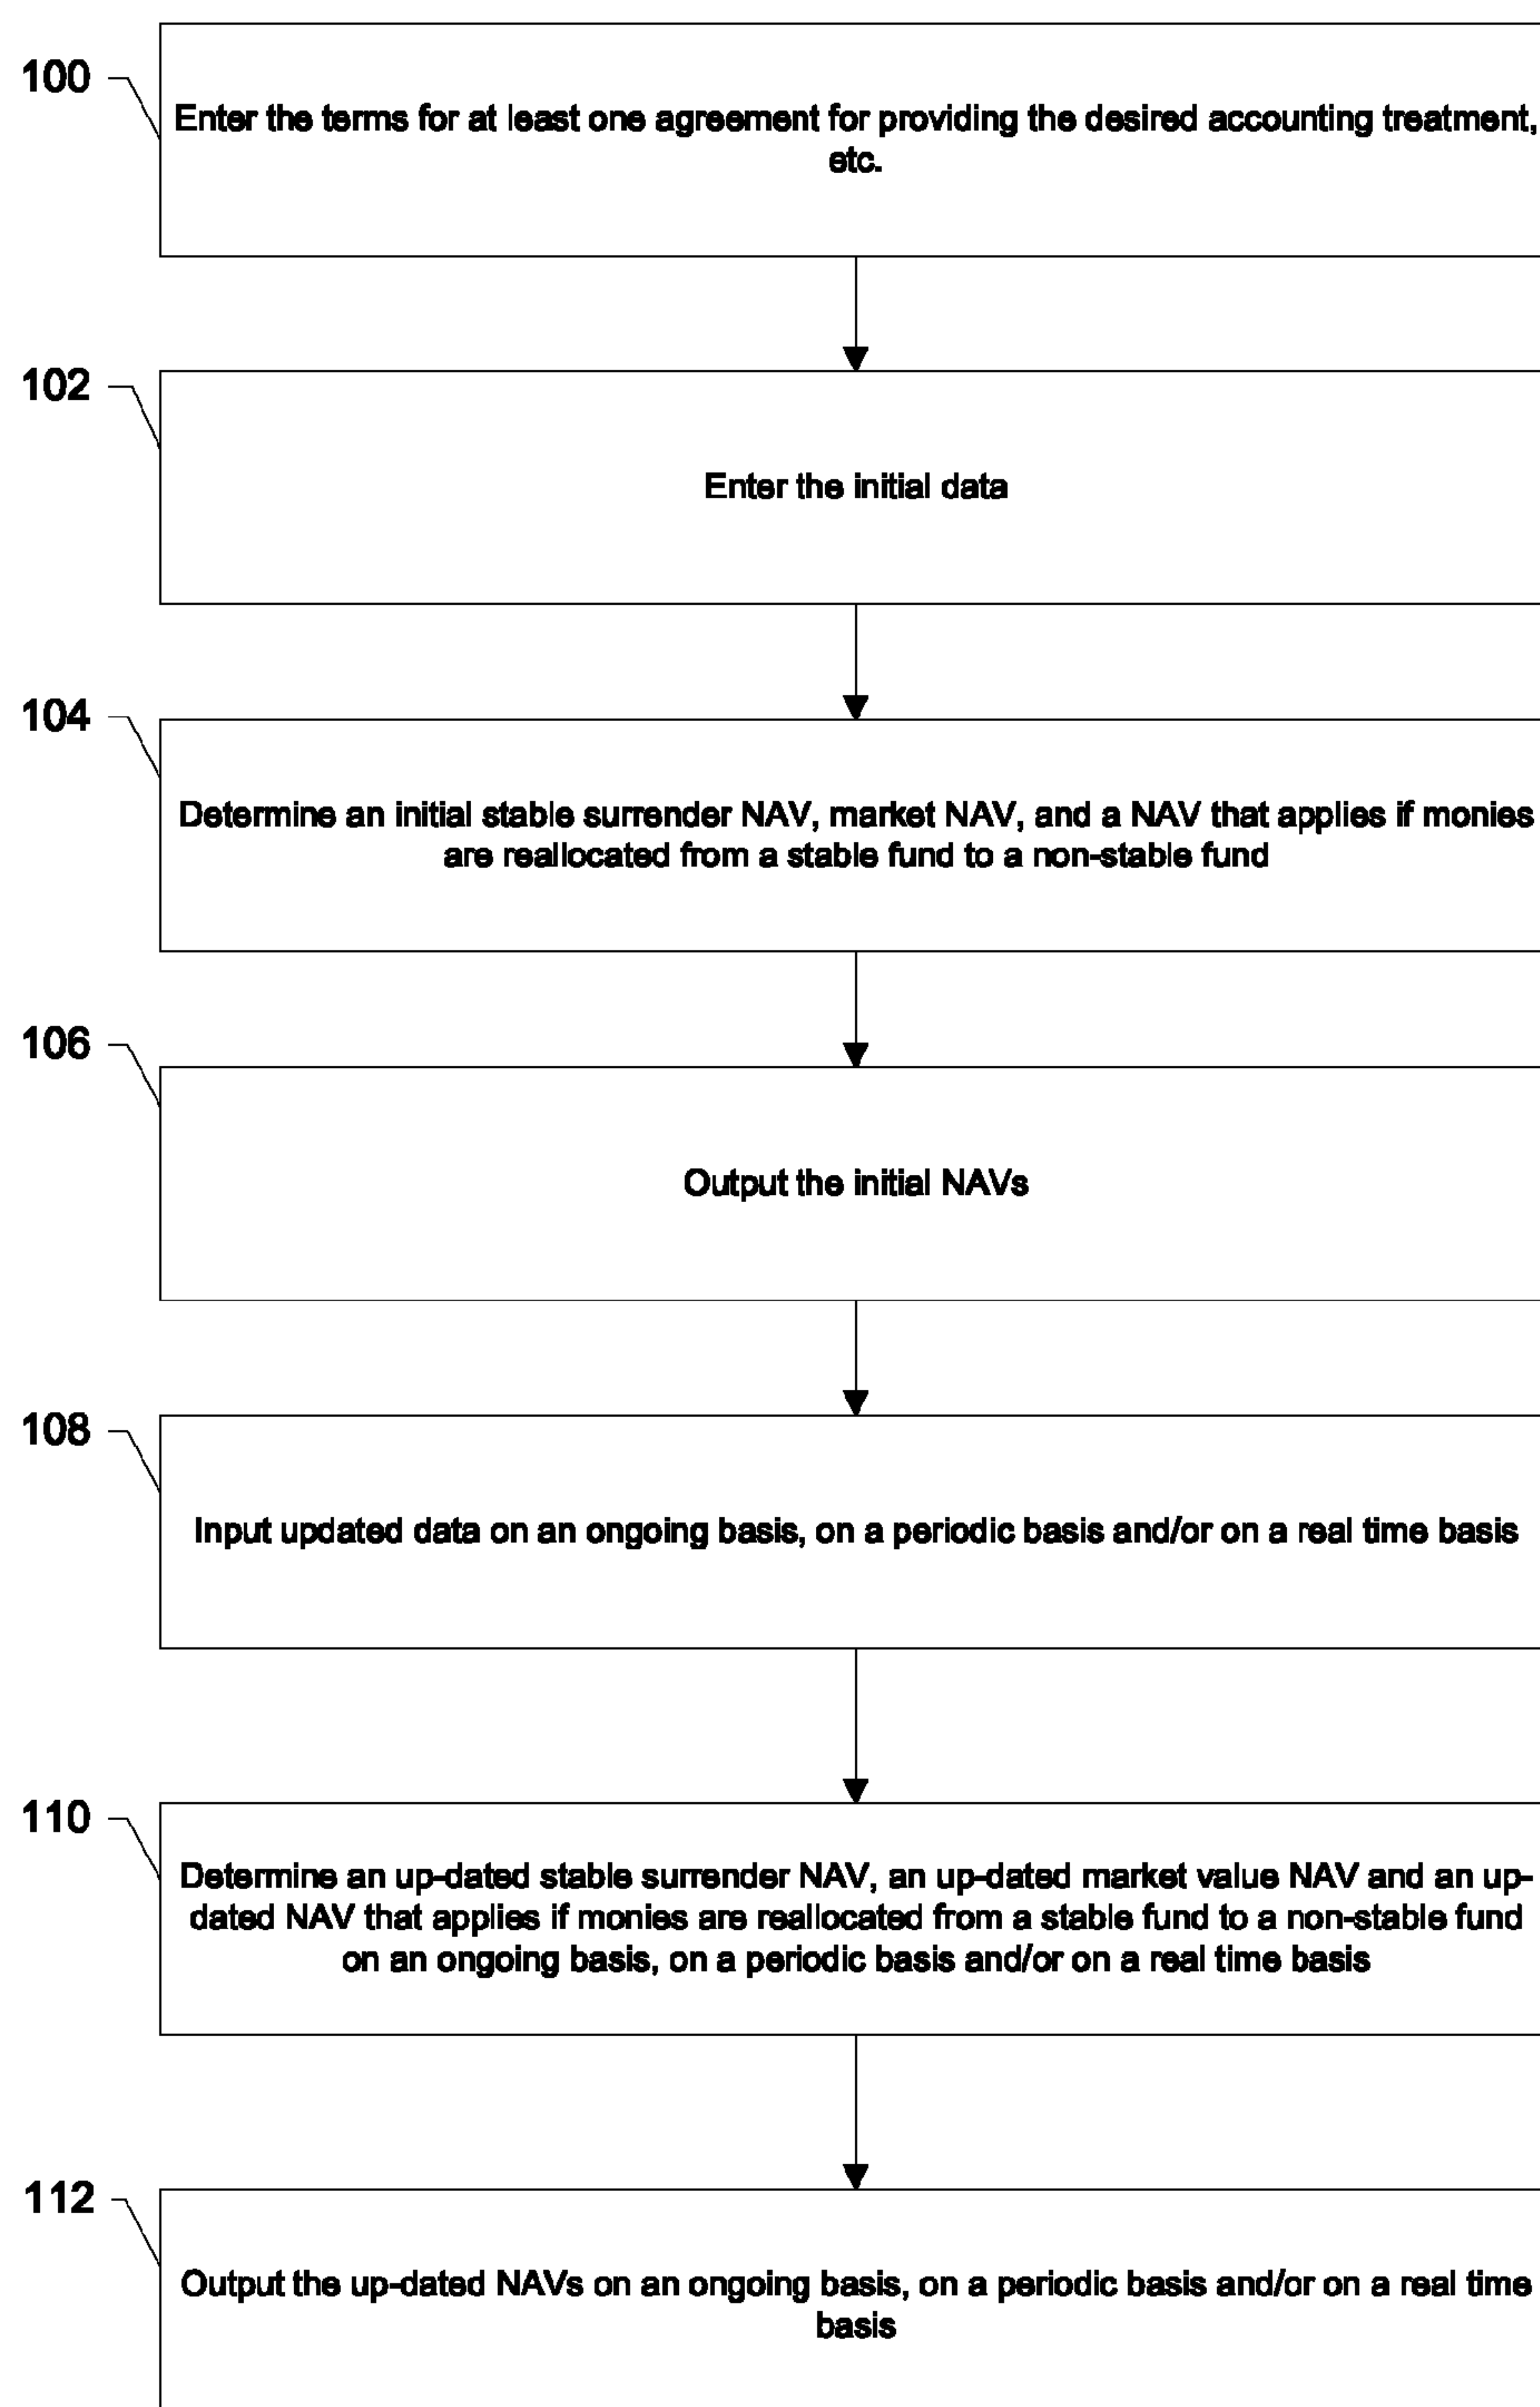 100
Enter the terms for at least one agreement for providing the desired accounting treatment,
etc.
102
Enter the initial data
104
Determine an initial stable surrender NAV, market NAV, and a NAV that applies if monies
are reallocated from a stable fund to a non-stable fund
106
Output the initial NAVs
108
Input updated data on an ongoing basis, on a periodic basis and/or on a real time basis
110
Determine an up-dated stable surrender NAV, an up-dated market value NAV and an up-
dated NAV that applies if monies are reallocated from a stable fund to a non-stable fund
on an ongoing basis, on a periodic basis and/or on a real time basis
112
Output the up-dated NAVs on an ongoing basis, on a periodic basis and/or on a real time
basis